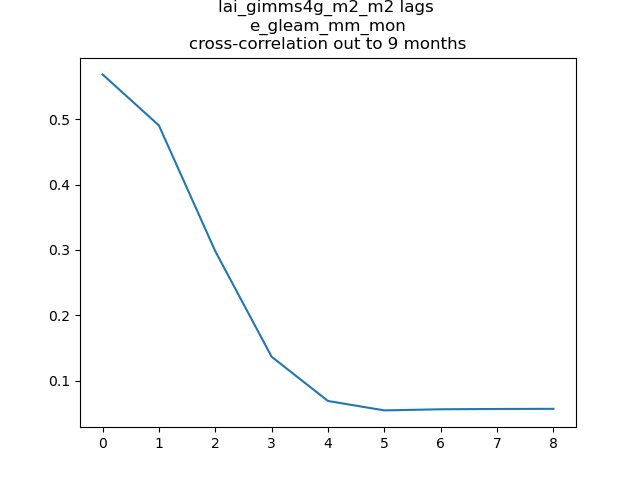 lai_gimms4g_m2_m2 lags
e_gleam_mm_mon
cross-correlation out to 9 months
0.5
0.4
0.3
0.2
0.1
0 1 2 3 4 5 6 7 8